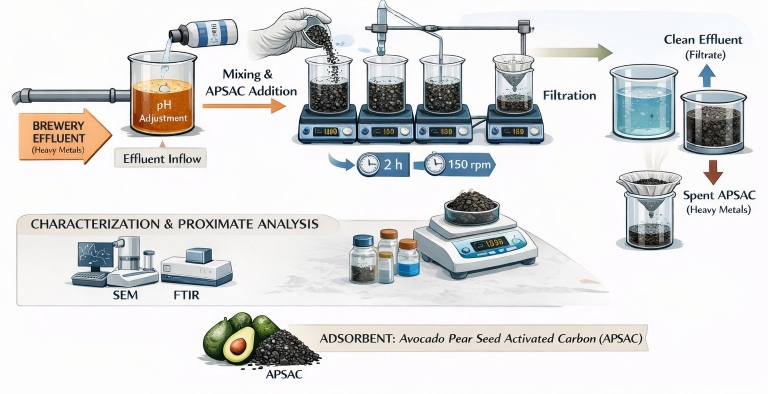 BREWERY
EFFLUENT
(Heavy Metals)
pH
Adjustment
Effluent Inflow
Mixing &
APSAC Addition
2 h
150 rpm
Filtration
Clean Effluent
(Filtrate)
Spent APSAC
(Heavy Metals)
CHARACTERIZATION & PROXIMATE ANALYSIS
SEM
FTIR
ADSORBENT: Avocado Pear Seed Activated Carbon (APSAC)
APSAC